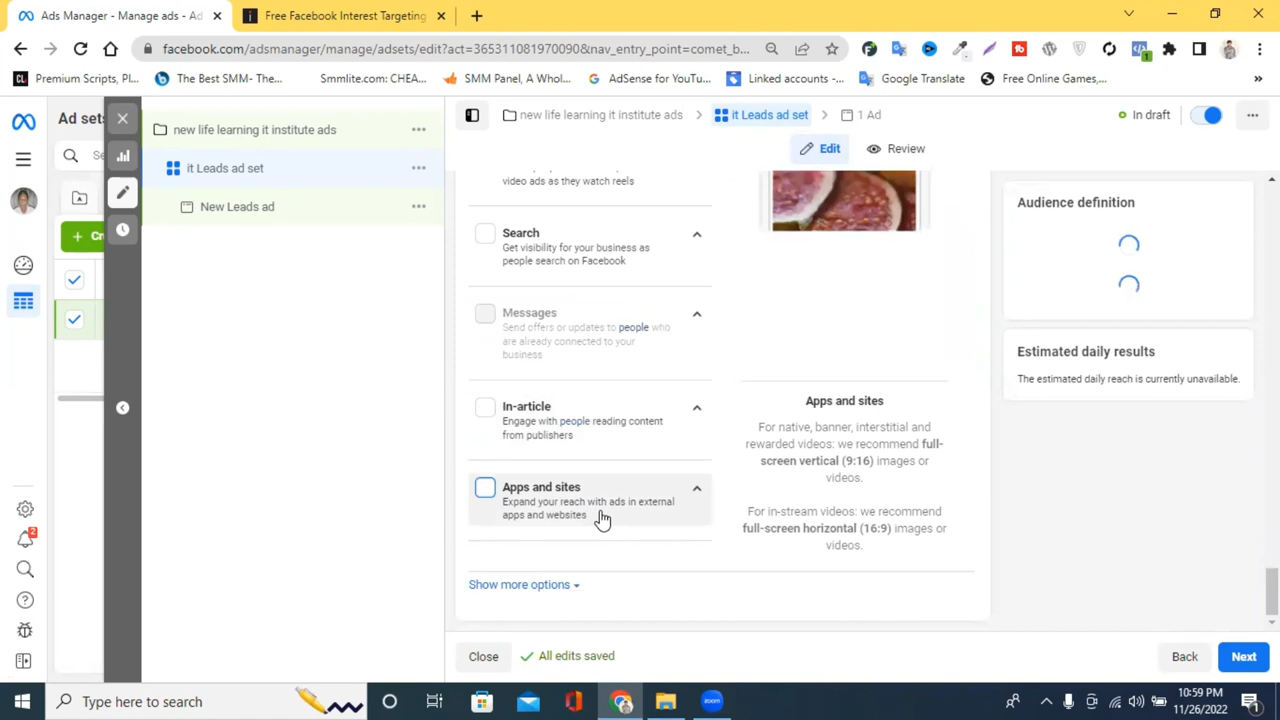 Ads Manager - Manage ads - Ad
Free Facebook Interest Targeting
facebook.com/adsmanager/manage/adsets/edit?act=365311081970090&nav_entry_point=comet_b...
CL Premium Scripts, Pl...
The Best SMM- The...
Smmlite.com: CHEA...
SMM Panel, A Whol...
AdSense for YouTu...
Linked accounts -...
Google Translate
Free Online Games,...
»
Ad sets
new life learning it institute ads
it Leads ad set
New Leads ad
new life learning it institute ads
it Leads ad set
1 Ad
In draft
Edit
Review
video ads as they watch reels
Search
Get visibility for your business as
people search on Facebook
Messages
Send offers or updates to people who
are already connected to your
business
In-article
Engage with people reading content
from publishers
Apps and sites
Expand your reach with ads in external
apps and websites
Show more options
Apps and sites
For native, banner, interstitial and
rewarded videos: we recommend full-
screen vertical (9:16) images or
videos.
For in-stream videos: we recommend
full-screen horizontal (16:9) images or
videos.
Audience definition
Estimated daily results
The estimated daily reach is currently unavailable.
Close
All edits saved
Back
Next
2
Type here to search
10:59 PM
11/26/2022
1